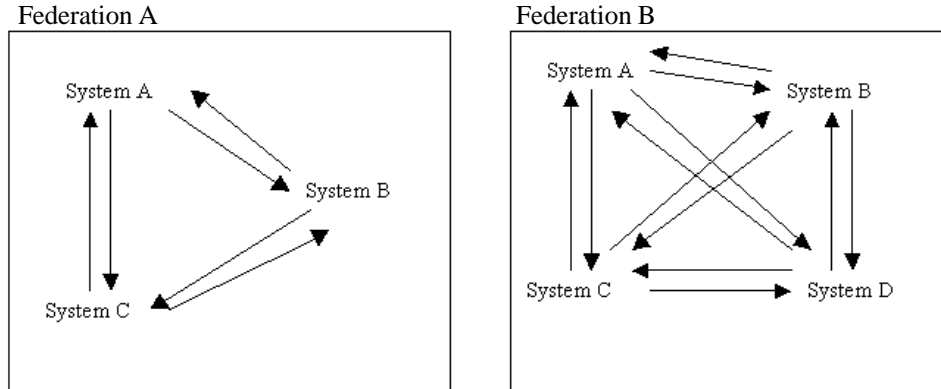 Federation A
System A
System B
System C
Federation B
System A
System B
System C
System D